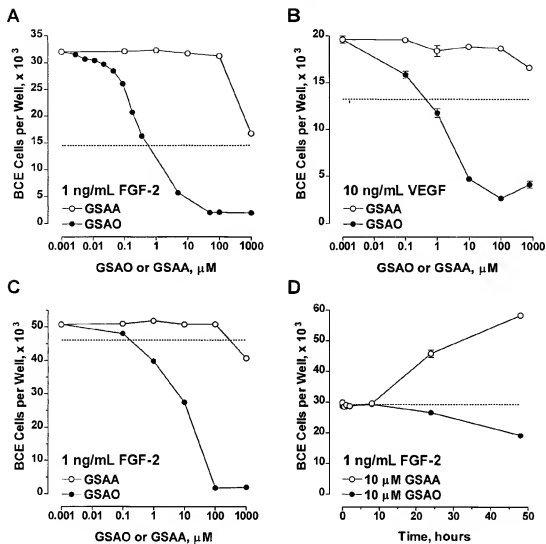 A
BCE Cells per Well, x 10³
35
30
25
20
15
10
5
0
1 ng/mL FGF-2
GSAA
GSAO
0.001 0.01 0.1 1 10 100 1000
GSAO or GSAA, μM
B
BCE Cells per Well, x 10³
20
15
10
5
0
10 ng/mL VEGF
GSAA
GSAO
0.001 0.01 0.1 1 10 100 1000
GSAO or GSAA, μM
C
BCE Cells per Well, x 10³
50
40
30
20
10
0
1 ng/mL FGF-2
GSAA
GSAO
0.001 0.01 0.1 1 10 100 1000
GSAO or GSAA, μM
D
BCE Cells per Well, x 10³
60
50
40
30
20
10
0
1 ng/mL FGF-2
10 μM GSAA
10 μM GSAO
0 10 20 30 40 50
Time, hours